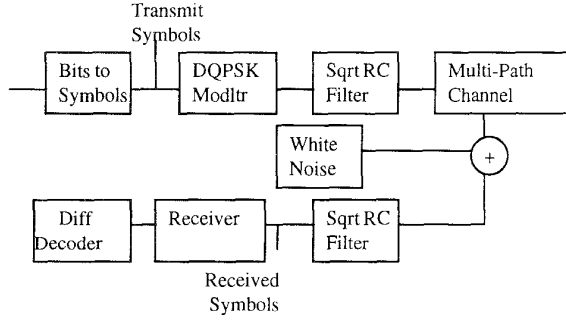 Transmit
Symbols
Bits to
Symbols
DQPSK
Modltr
Sqrt RC
Filter
Multi-Path
Channel
White
Noise
+
Diff
Decoder
Receiver
Sqrt RC
Filter
Received
Symbols